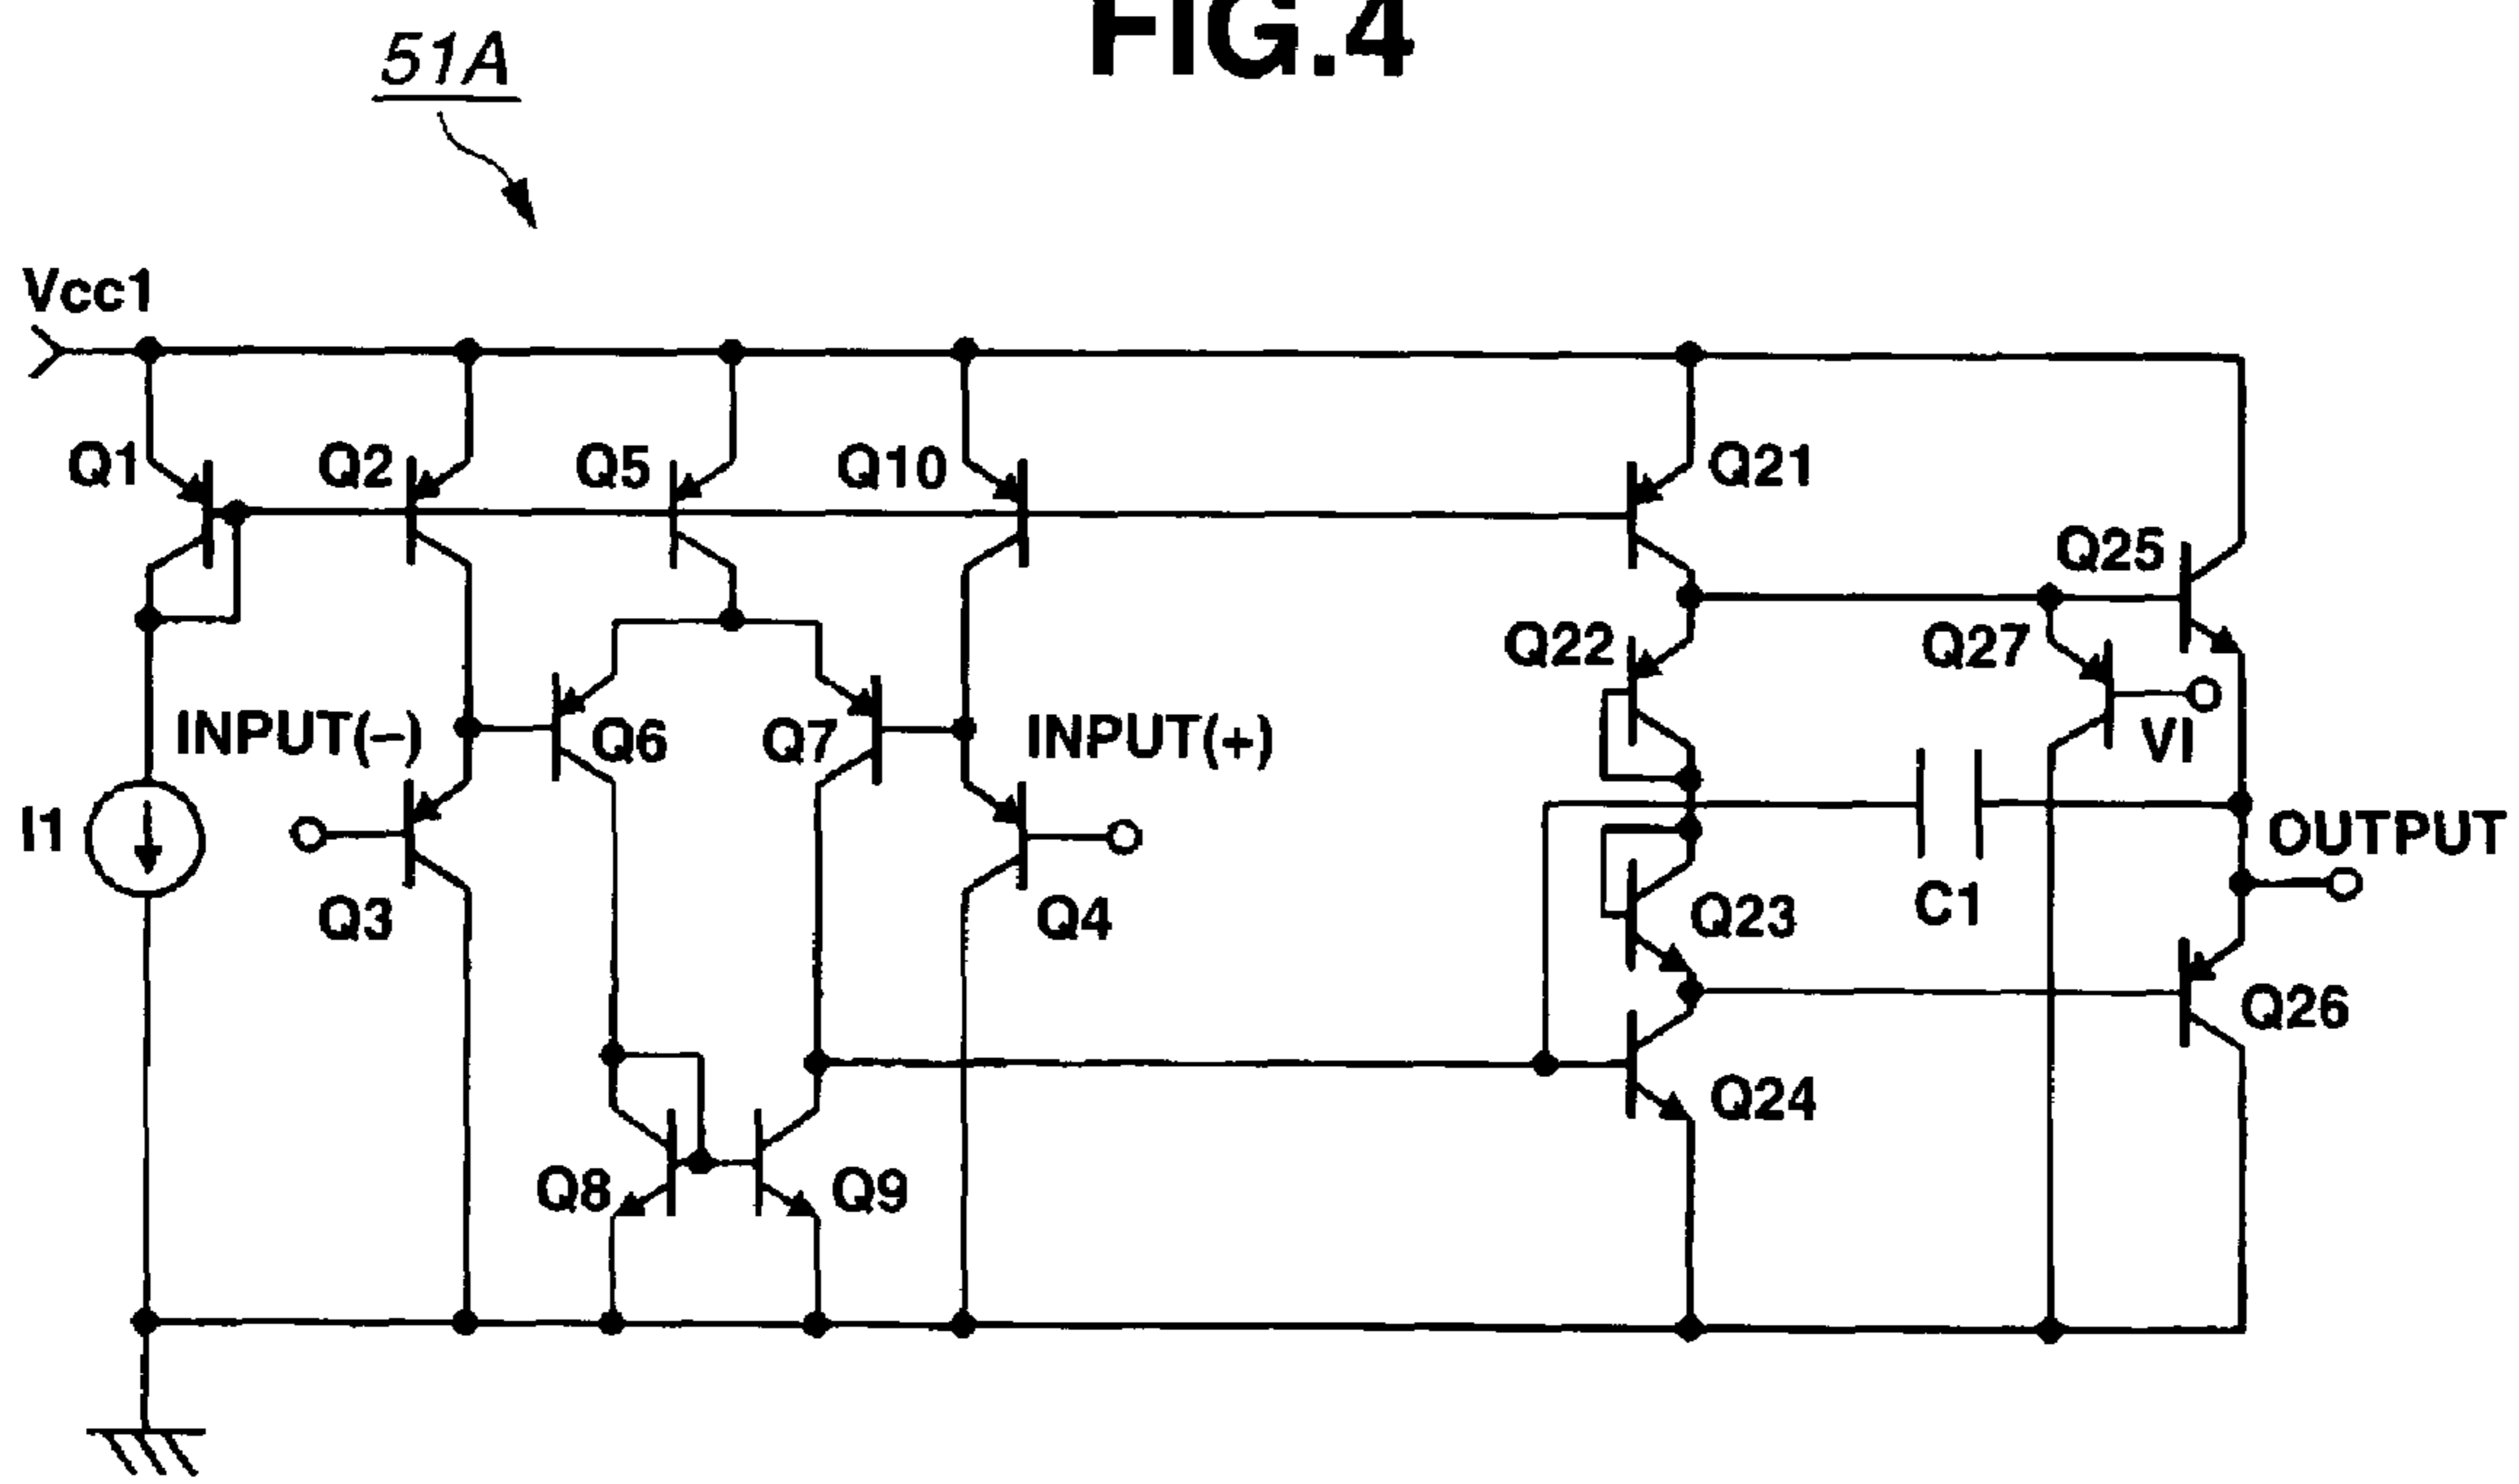 FIG.4
51A
Vcc1
Q1
Q2
Q5
Q10
Q21
Q25
Q22
Q27
INPUT(−)
Q6
Q7
INPUT(+)
VI
I1
OUTPUT
Q3
Q4
Q23
C1
Q26
Q24
Q8
Q9